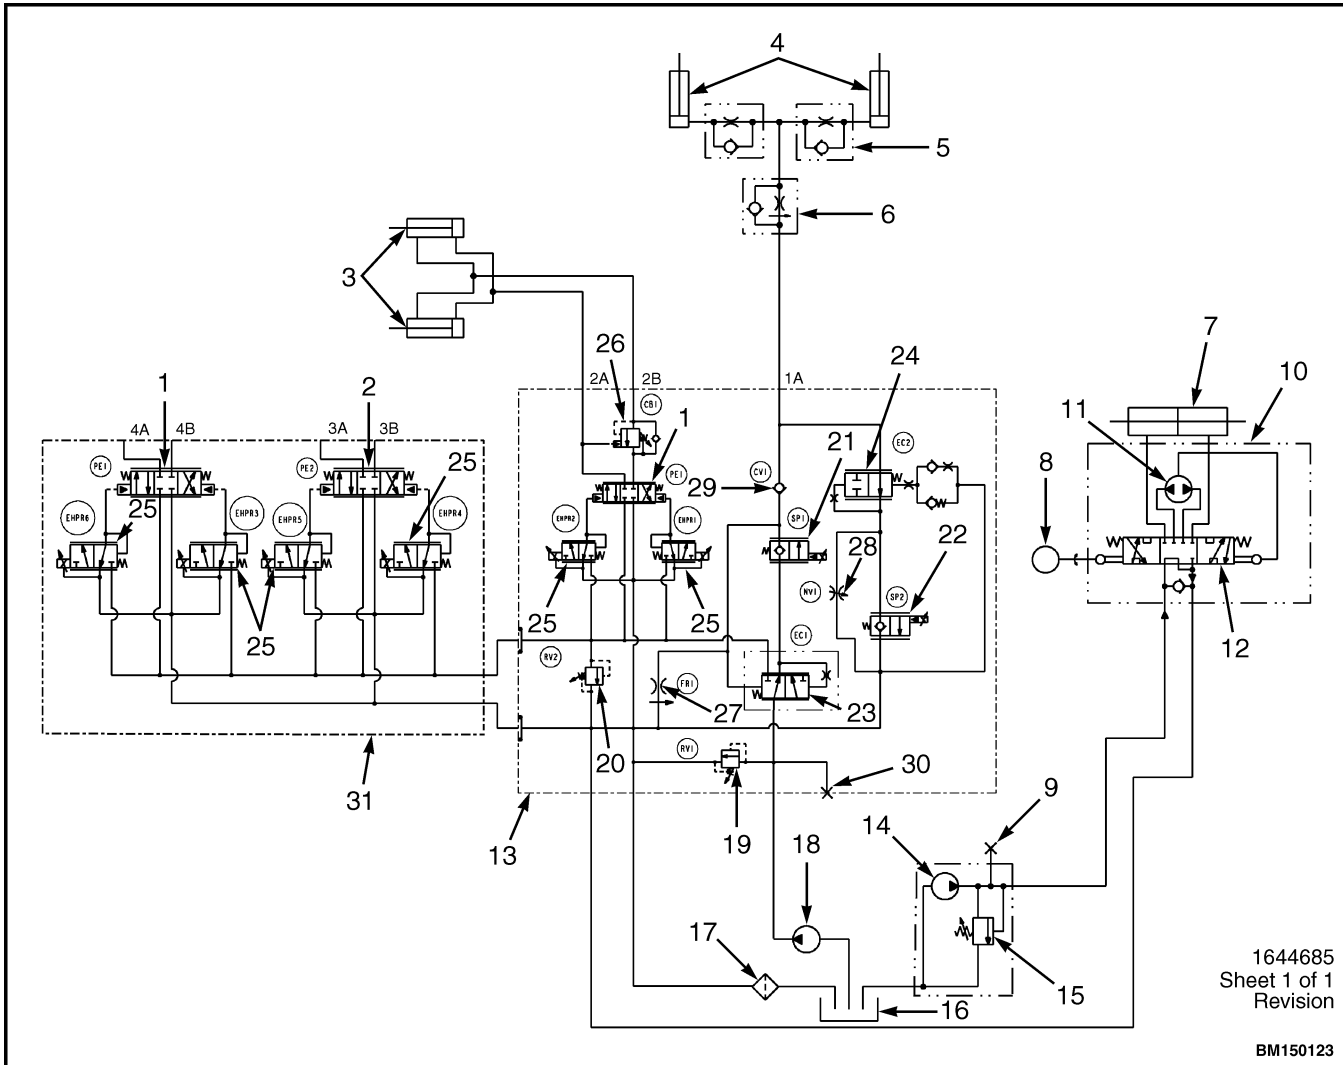 4
5
6
3
7
26
24
10
1
2
2A
2B
1A
11
4A
4B
3A
3B
CB1
1
21
EC2
8
PE1
PE2
25
29
CV1
PE1
25
EHPR6
EHPR3
EHPR5
EHPR4
EHPR2
EHPR1
SP1
28
22
NV1
SP2
25
25
25
EC1
12
RV2
FR1
27
23
20
RV1
30
31
9
13
19
18
14
17
16
15
1644685
Sheet 1 of 1
Revision
BM150123